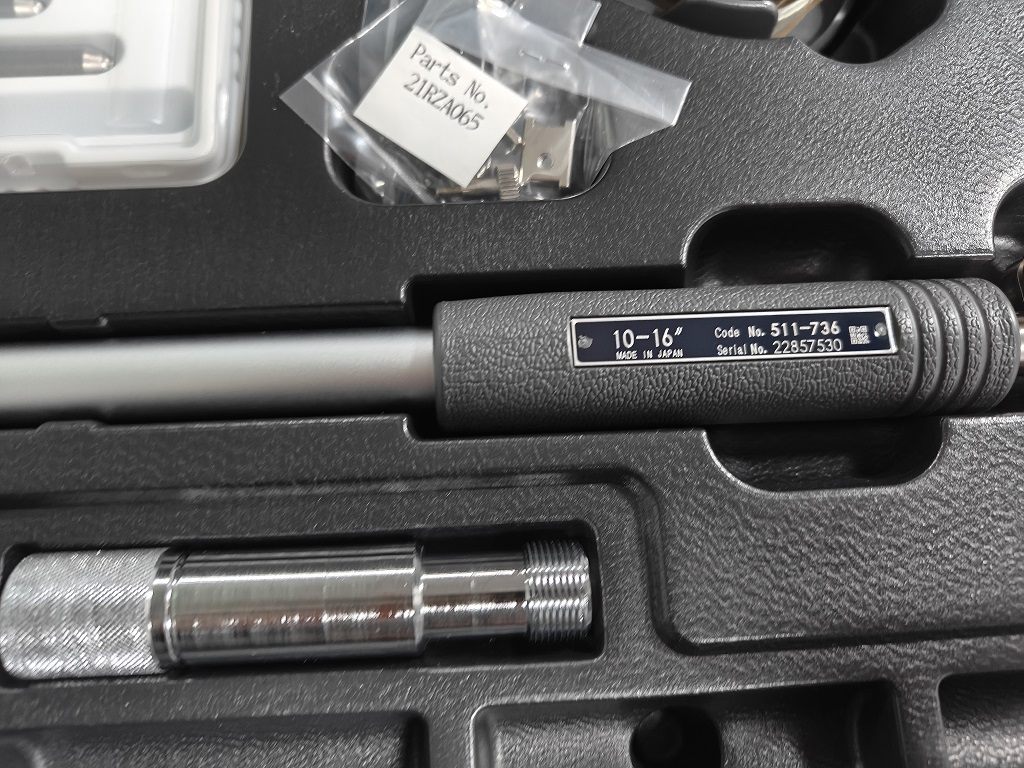 Parts No.
21RZA065
10-16"
MADE IN JAPAN
Code No. 511-736
Serial No. 22857530